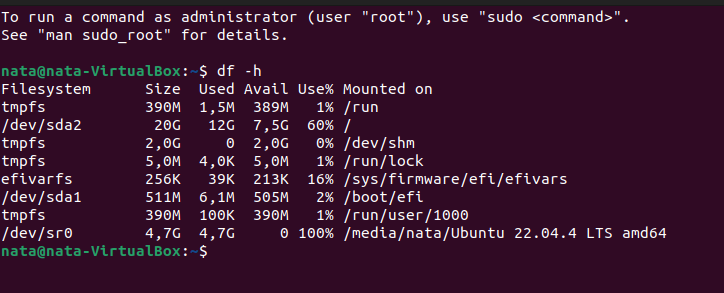 To run a command as administrator (user "root"), use "sudo <command>".
See "man sudo_root" for details.
nata@nata-VirtualBox:~$ df -h
Filesystem      Size  Used Avail Use% Mounted on
tmpfs           390M  1,5M  389M   1% /run
/dev/sda2        20G   12G  7,5G  60% /
tmpfs           2,0G     0  2,0G   0% /dev/shm
tmpfs           5,0M  4,0K  5,0M   1% /run/lock
efivarfs        256K   39K  213K  16% /sys/firmware/efi/efivars
/dev/sda1       511M  6,1M  505M   2% /boot/efi
tmpfs           390M  100K  390M   1% /run/user/1000
/dev/sr0        4,7G  4,7G     0 100% /media/nata/Ubuntu 22.04.4 LTS amd64
nata@nata-VirtualBox:~$